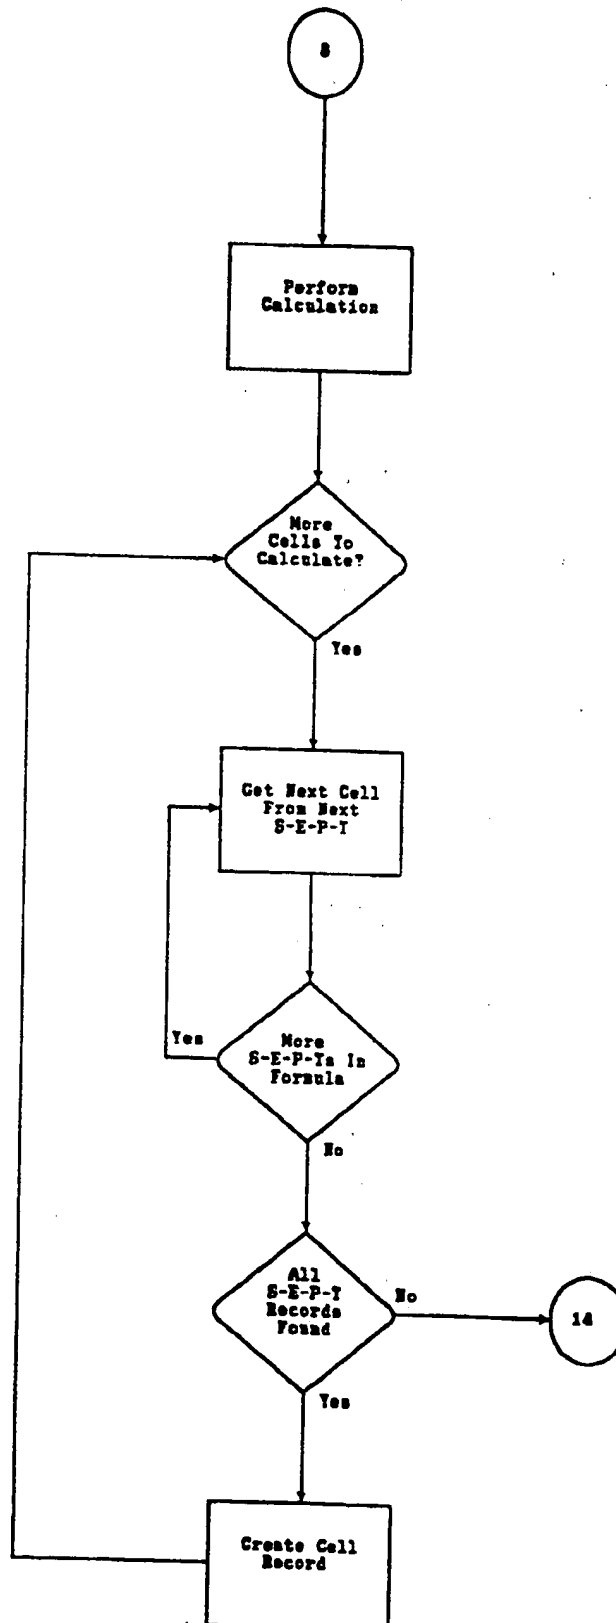 8
Perform
Calculation
More
Cells To
Calculate?
Yes
Get Next Cell
From Next
S-E-P-T
Yes
More
S-E-P-Ts In
Formula
No
All
S-E-P-T
Records
Found
No
14
Yes
Create Cell
Record